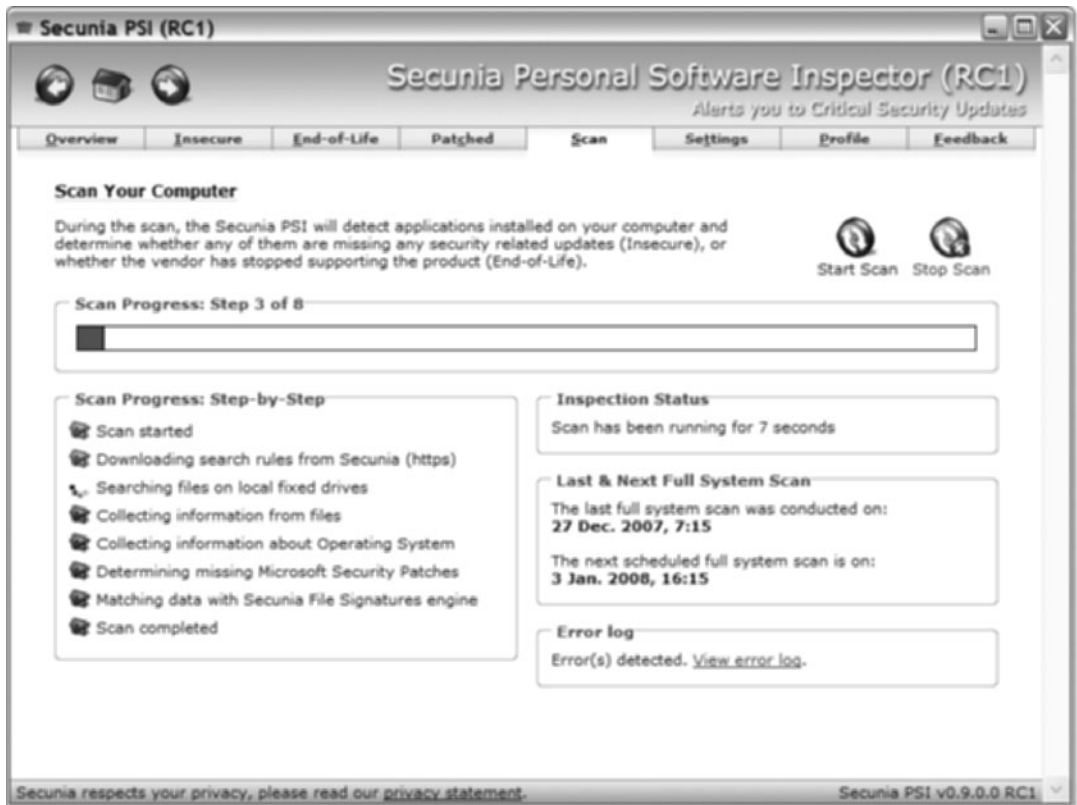 Secunia PSI (RC1)
Secunia Personal Software Inspector (RC1)
Alerts you to Critical Security Updates
Overview Insecure End-of-Life Patched Scan Settings Profile Feedback
Scan Your Computer
During the scan, the Secunia PSI will detect applications installed on your computer and
determine whether any of them are missing any security related updates (Insecure), or
whether the vendor has stopped supporting the product (End-of-Life).
Start Scan Stop Scan
Scan Progress: Step 3 of 8
Scan Progress: Step-by-Step
Scan started
Downloading search rules from Secunia (https)
Searching files on local fixed drives
Collecting information from files
Collecting information about Operating System
Determining missing Microsoft Security Patches
Matching data with Secunia File Signatures engine
Scan completed
Inspection Status
Scan has been running for 7 seconds
Last & Next Full System Scan
The last full system scan was conducted on:
27 Dec. 2007, 7:15
The next scheduled full system scan is on:
3 Jan. 2008, 16:15
Error log
Error(s) detected. View error log.
Secunia respects your privacy, please read our privacy statement.
Secunia PSI v0.9.0.0 RC1